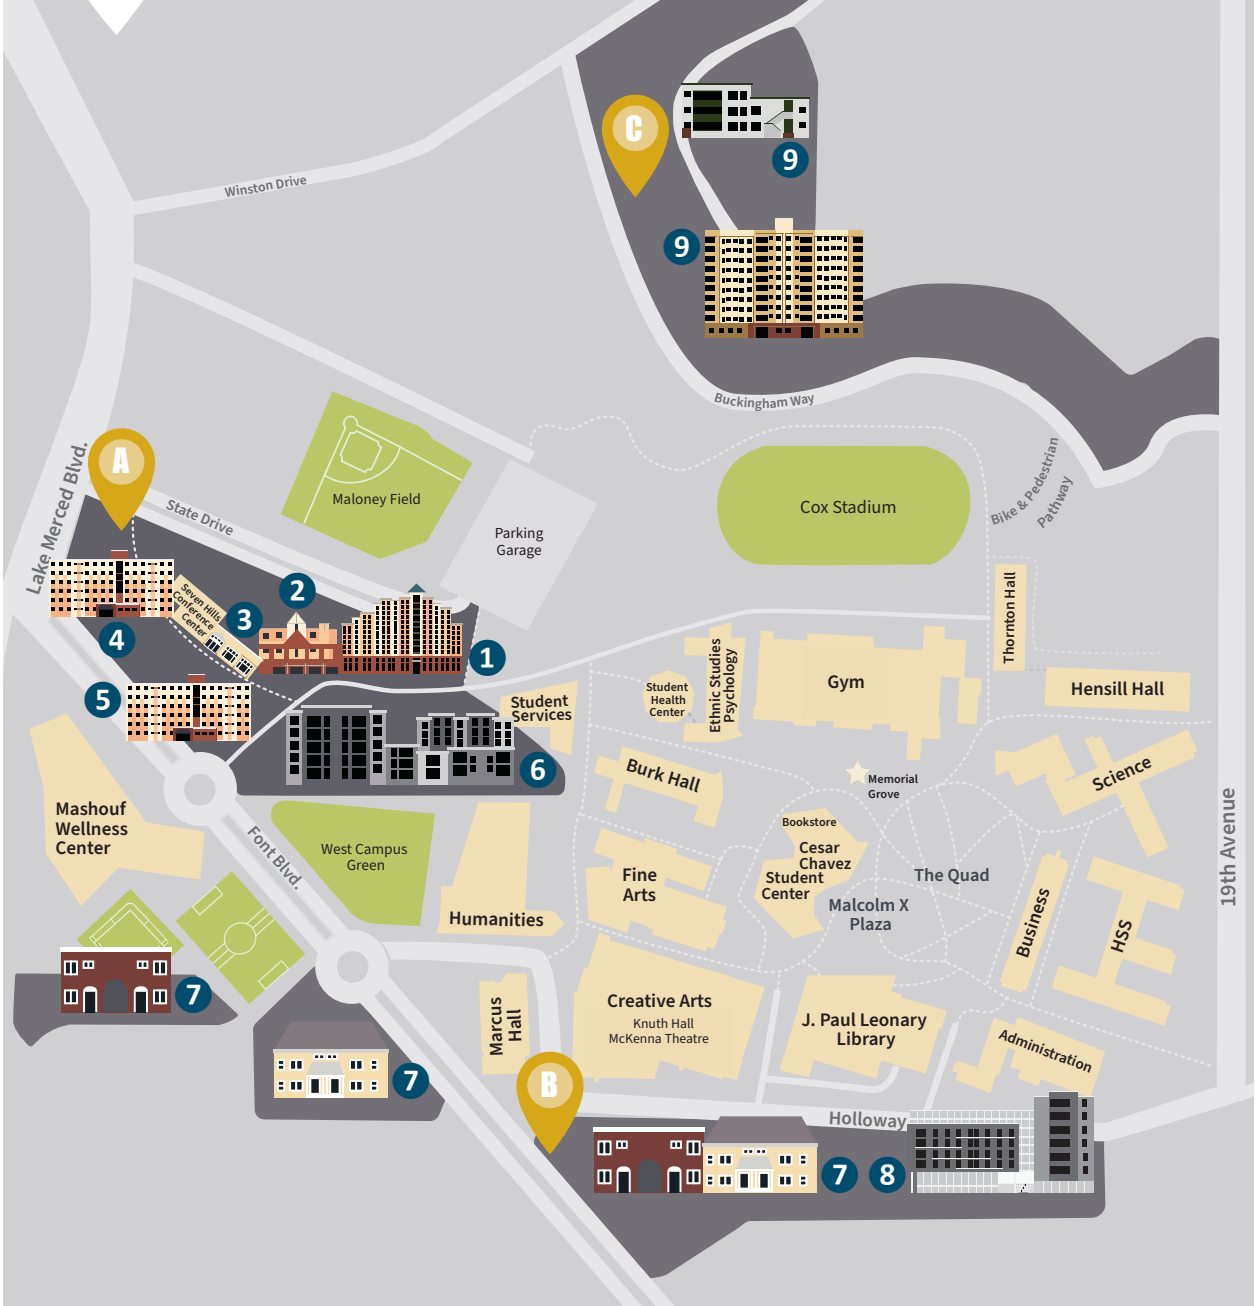 C
9
Winston Drive
9
Buckingham Way
A
Lake Merced Blvd.
State Drive
Maloney Field
Parking
Garage
Cox Stadium
Bike & Pedestrian
Pathway
Seven Hills
Conference
Center
2
3
4
1
5
Student
Services
6
Student
Health
Center
Ethnic Studies
Psychology
Gym
Thornton Hall
Hensill Hall
Burk Hall
Memorial
Grove
Science
19th Avenue
Mashouf
Wellness
Center
Font Blvd.
West Campus
Green
Bookstore
Cesar
Chavez
Student
Center
The Quad
Fine
Arts
Malcolm X
Plaza
Humanities
Business
HSS
7
Marcus
Hall
Creative Arts
Knuth Hall
McKenna Theatre
J. Paul Leonary
Library
Administration
7
B
Holloway
7
8